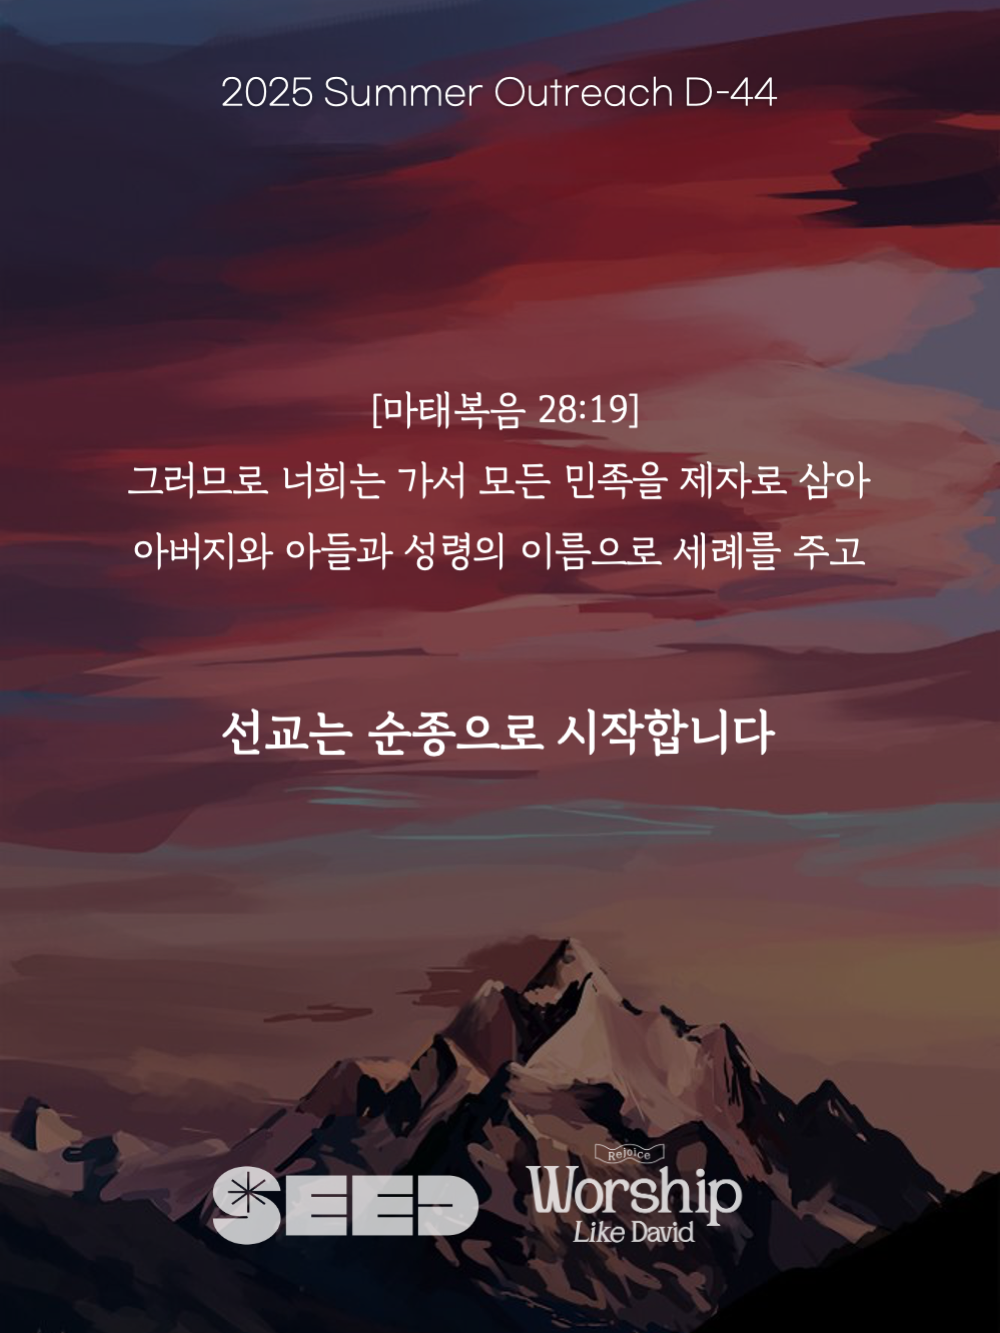 2025 Summer Outreach D-44
[마태복음 28:19]
그러므로 너희는 가서 모든 민족을 제자로 삼아
아버지와 아들과 성령의 이름으로 세례를 주고
선교는 순종으로 시작합니다
SEED
Rejoice
Worship
Like David